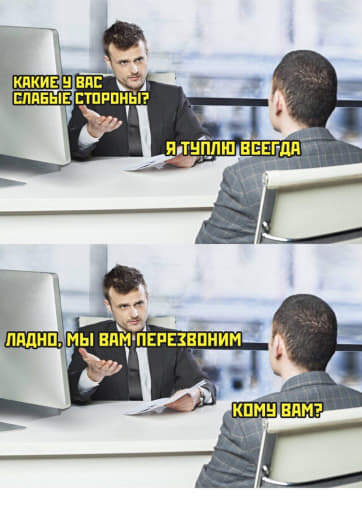 КАКИЕ У ВАС
СЛАБЫЕ СТОРОНЫ?
Я ТУПЛЮ ВСЕГДА
ЛАДНО, МЫ ВАМ ПЕРЕЗВОНИМ
КОМУ ВАМ?